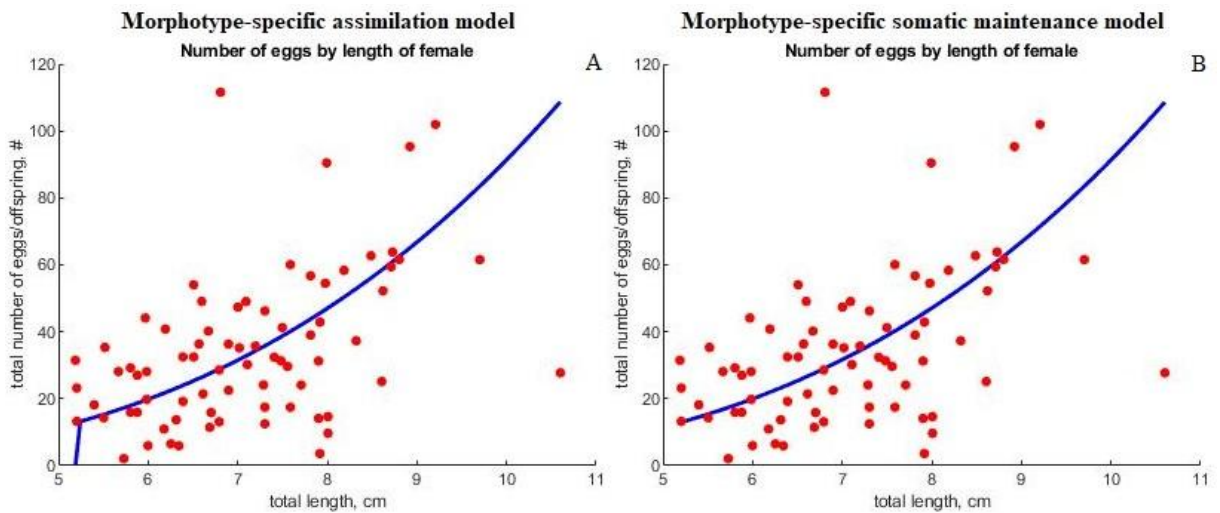 Morphotype-specific assimilation model
Number of eggs by length of female
A
120
100
80
60
40
20
0
total number of eggs/offspring, #
5 6 7 8 9 10 11
total length, cm
Morphotype-specific somatic maintenance model
Number of eggs by length of female
B
120
100
80
60
40
20
0
total number of eggs/offspring, #
5 6 7 8 9 10 11
total length, cm